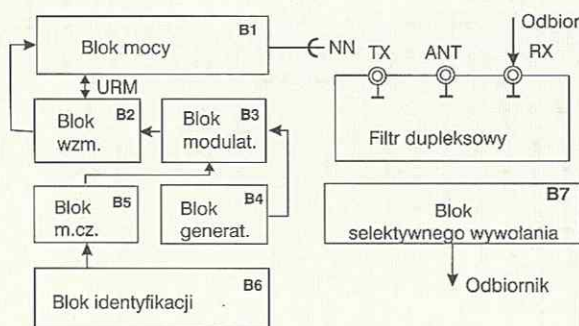 B1
Blok mocy
NN
Odbior
TX
ANT
RX
URM
Blok
wzm.
B2
Blok
modulat.
B3
Filtr dupleksowy
Blok
m.cz.
B5
Blok
generat.
B4
B7
Blok
selektywnego wywołania
B6
Blok identyfikacji
Odbiornik